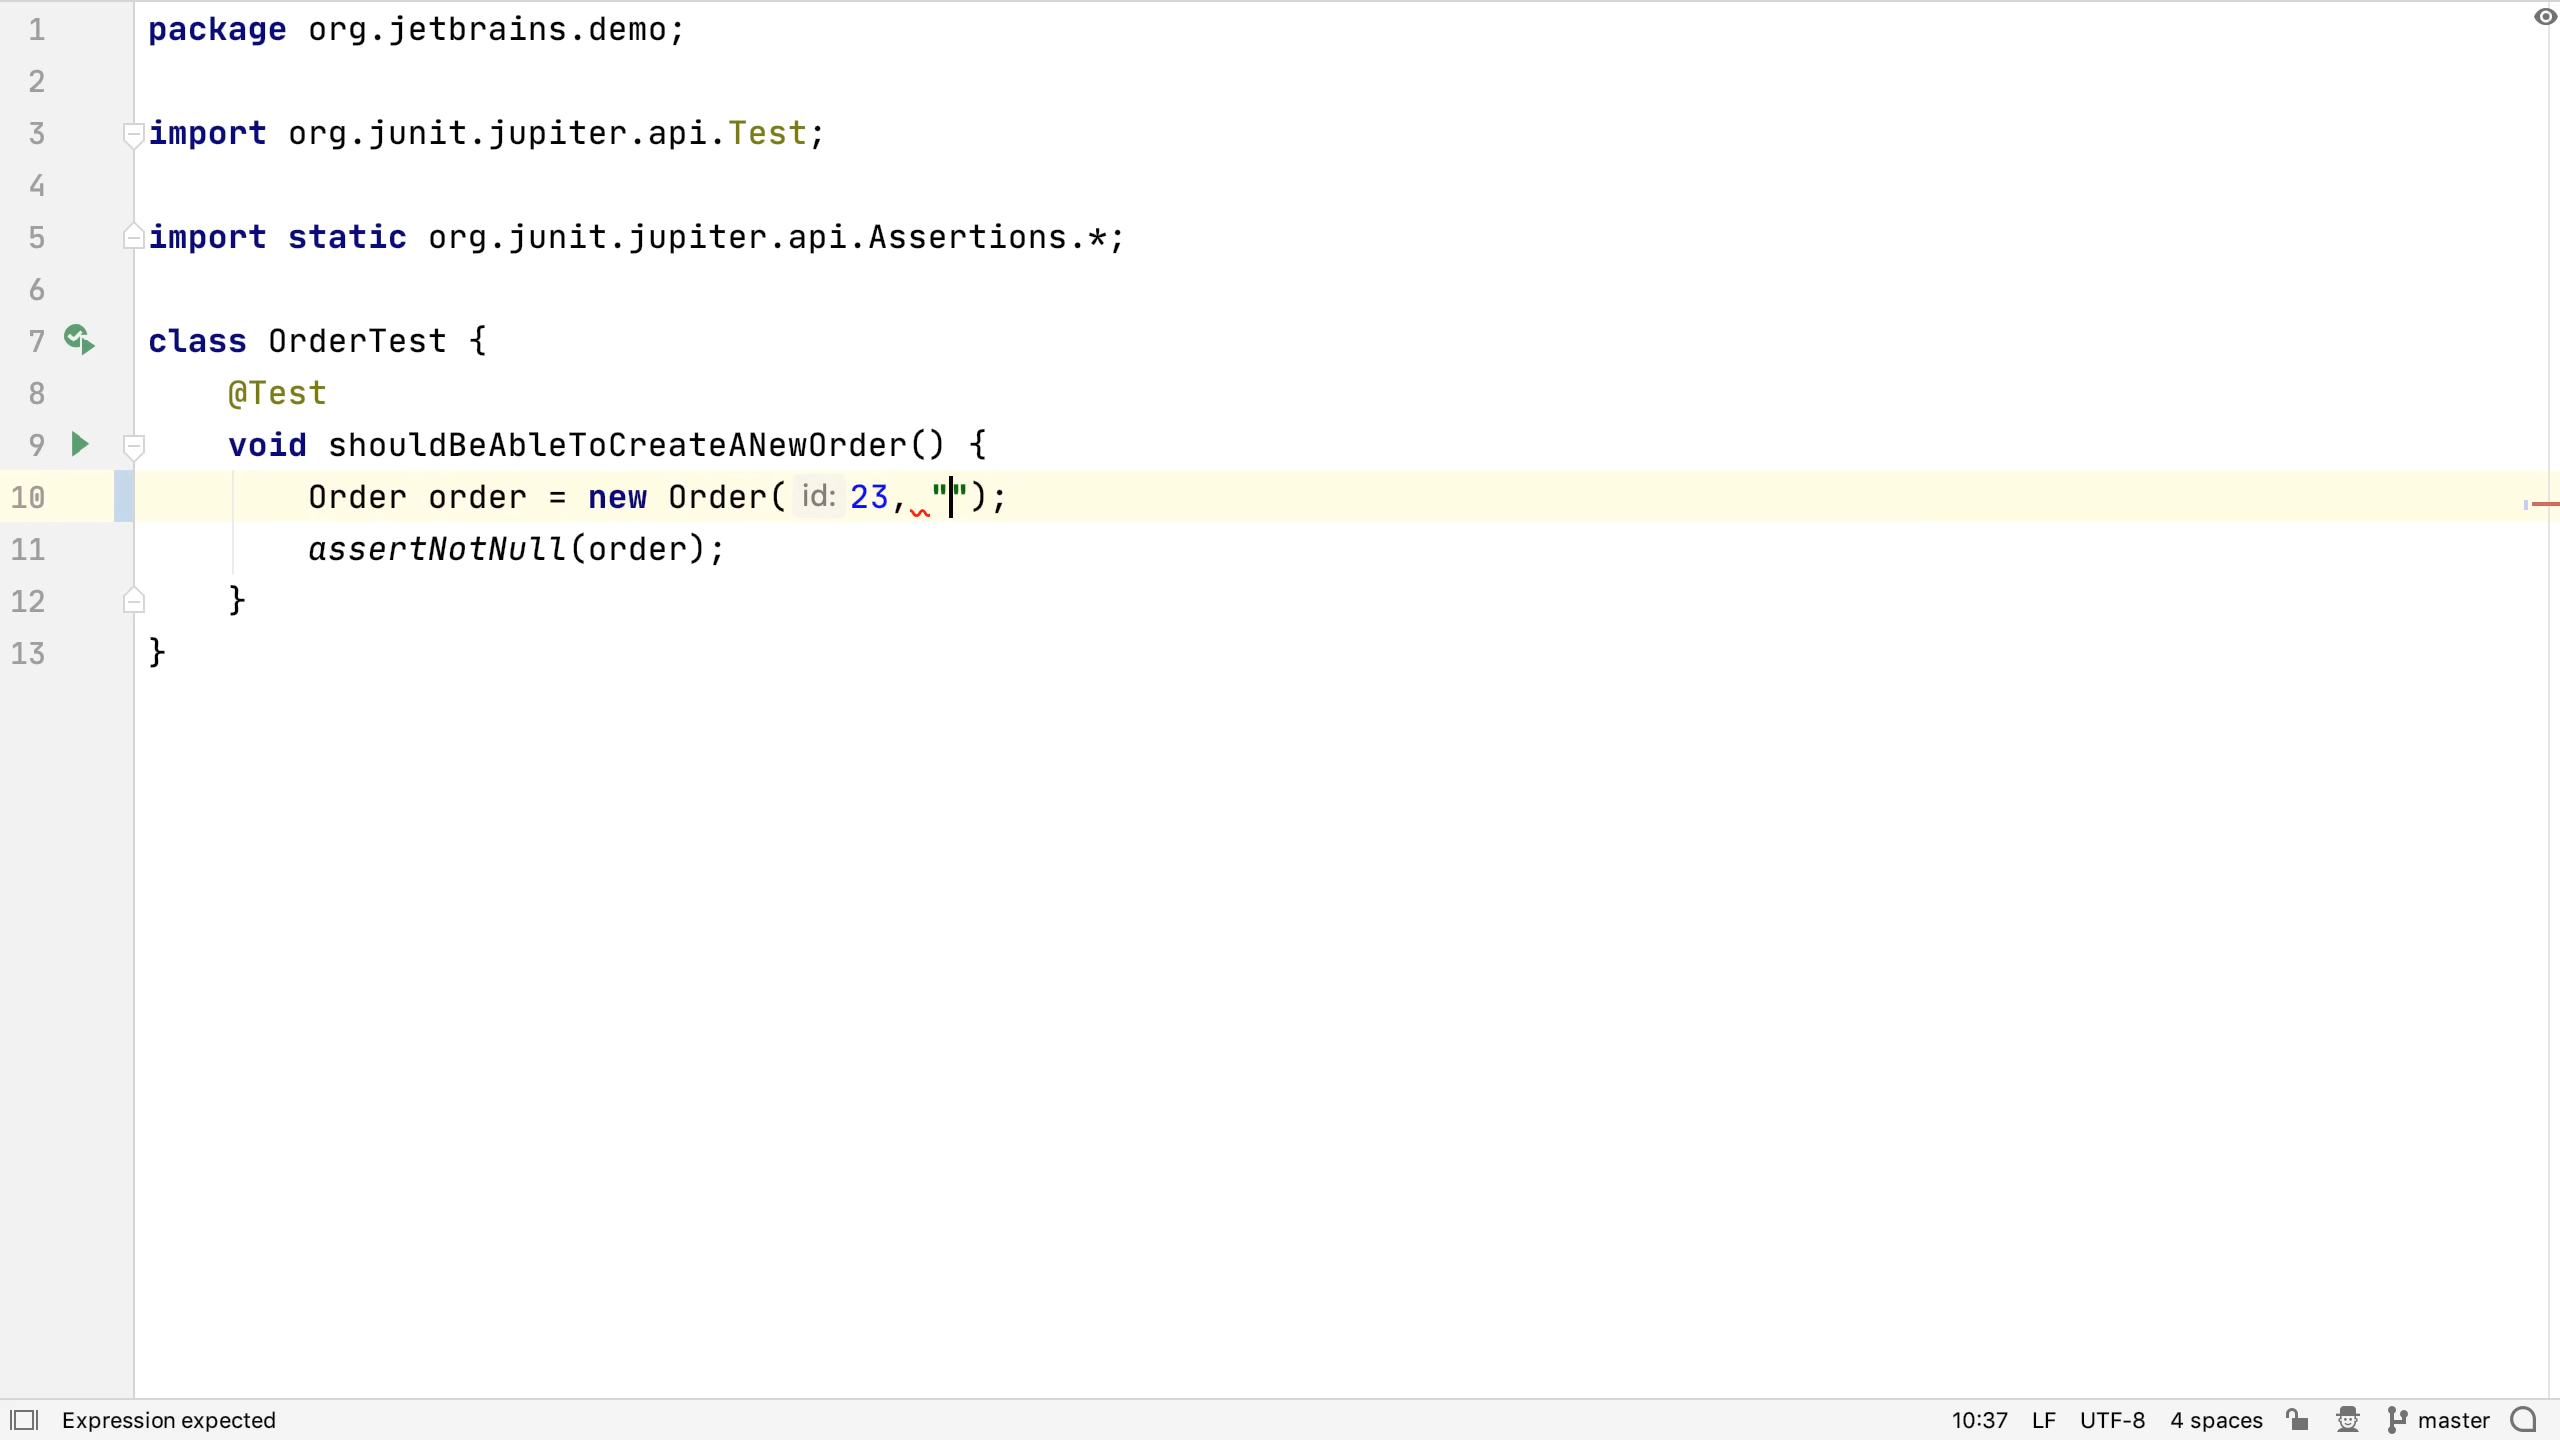 1 package org.jetbrains.demo;
2
3 import org.junit.jupiter.api.Test;
4
5 import static org.junit.jupiter.api.Assertions.*;
6
7 class OrderTest {
8     @Test
9     void shouldBeAbleToCreateANewOrder() {
10         Order order = new Order( id: 23, "");
11         assertNotNull(order);
12     }
13 }
Expression expected 10:37 LF UTF-8 4 spaces master